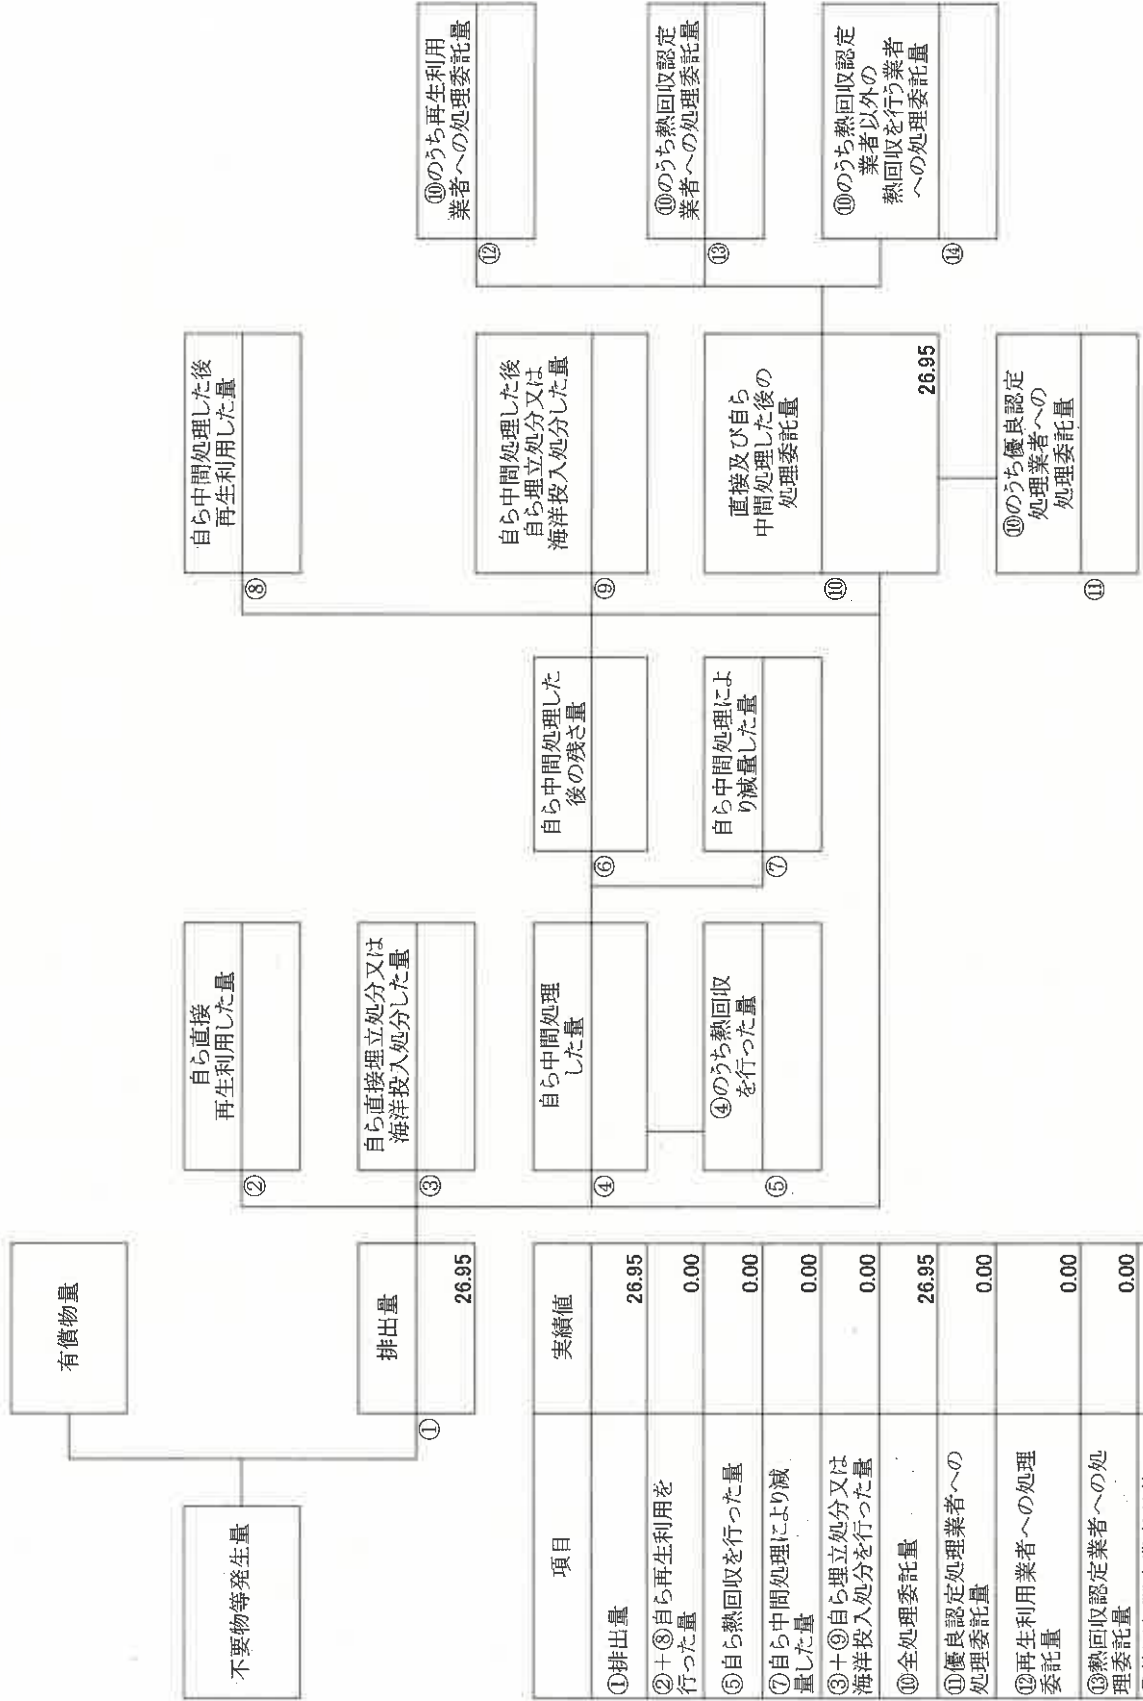 不要物等発生量
有償物量
排出量
①
26.95
自ら直接
再生利用した量
②
自ら直接埋立処分又は
海洋投入処分した量
③
自ら中間処理
した量
④
④のうち熱回収
を行った量
⑤
自ら中間処理した
後の残さ量
⑥
自ら中間処理によ
り減量した量
⑦
自ら中間処理した後
再生利用した量
⑧
自ら中間処理した後
自ら埋立処分又は
海洋投入処分した量
⑨
直接及び自ら
中間処理した後の
処理委託量
⑩
26.95
⑩のうち優良認定
処理業者への
処理委託量
⑪
⑩のうち再生利用
業者への処理委託量
⑫
⑩のうち熱回収認定
業者への処理委託量
⑬
⑩のうち熱回収認定
業者以外の
熱回収を行う業者
への処理委託量
⑭
項目 実績値
①排出量 26.95
②+⑧自ら再生利用を
行った量 0.00
⑤自ら熱回収を行った量 0.00
⑦自ら中間処理により減
量した量 0.00
③+⑨自ら埋立処分又は
海洋投入処分を行った量 0.00
⑩全処理委託量 26.95
⑪優良認定処理業者への
処理委託量 0.00
⑫再生利用業者への処理
委託量 0.00
⑬熱回収認定業者への処
理委託量 0.00